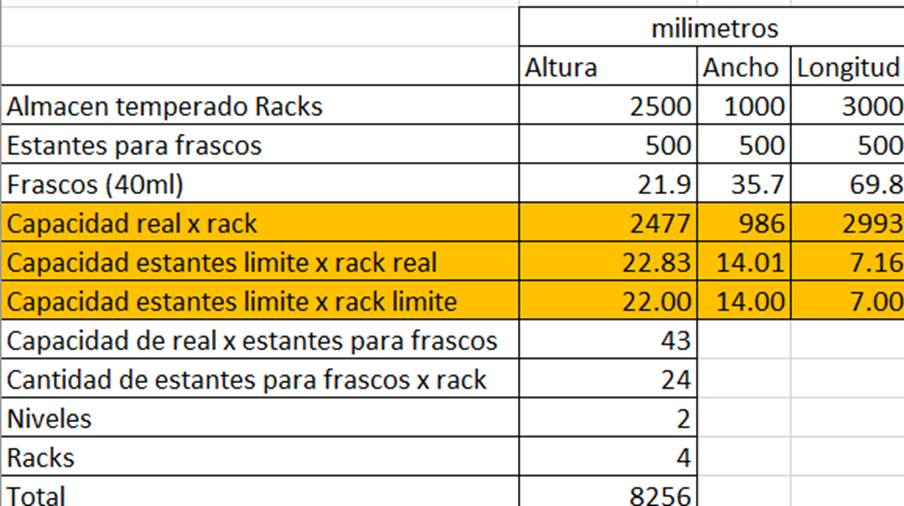 milimetros
Altura Ancho Longitud
Almacen temperado Racks 2500 1000 3000
Estantes para frascos 500 500 500
Frascos (40ml) 21.9 35.7 69.8
Capacidad real x rack 2477 986 2993
Capacidad estantes limite x rack real 22.83 14.01 7.16
Capacidad estantes limite x rack limite 22.00 14.00 7.00
Capacidad de real x estantes para frascos 43
Cantidad de estantes para frascos x rack 24
Niveles 2
Racks 4
Total 8256